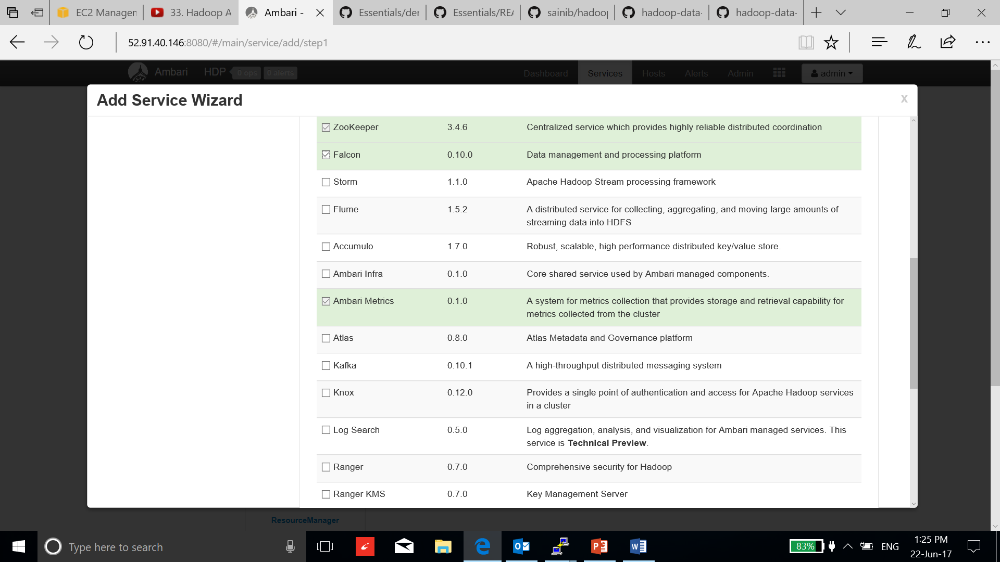 EC2 Managen
33. Hadoop A
Ambari -
Essentials/der
Essentials/REA
sainib/hadoop
hadoop-data-
hadoop-data-
52.91.40.146:8080/#/main/service/add/step1
Ambari HDP 0 ops 0 alerts Dashboard Services Hosts Alerts Admin admin
Add Service Wizard
x
ZooKeeper 3.4.6 Centralized service which provides highly reliable distributed coordination
Falcon 0.10.0 Data management and processing platform
Storm 1.1.0 Apache Hadoop Stream processing framework
Flume 1.5.2 A distributed service for collecting, aggregating, and moving large amounts of
streaming data into HDFS
Accumulo 1.7.0 Robust, scalable, high performance distributed key/value store.
Ambari Infra 0.1.0 Core shared service used by Ambari managed components.
Ambari Metrics 0.1.0 A system for metrics collection that provides storage and retrieval capability for
metrics collected from the cluster
Atlas 0.8.0 Atlas Metadata and Governance platform
Kafka 0.10.1 A high-throughput distributed messaging system
Knox 0.12.0 Provides a single point of authentication and access for Apache Hadoop services
in a cluster
Log Search 0.5.0 Log aggregation, analysis, and visualization for Ambari managed services. This
service is Technical Preview.
Ranger 0.7.0 Comprehensive security for Hadoop
Ranger KMS 0.7.0 Key Management Server
ResourceManager
Type here to search
83%
ENG
1:25 PM
22-Jun-17